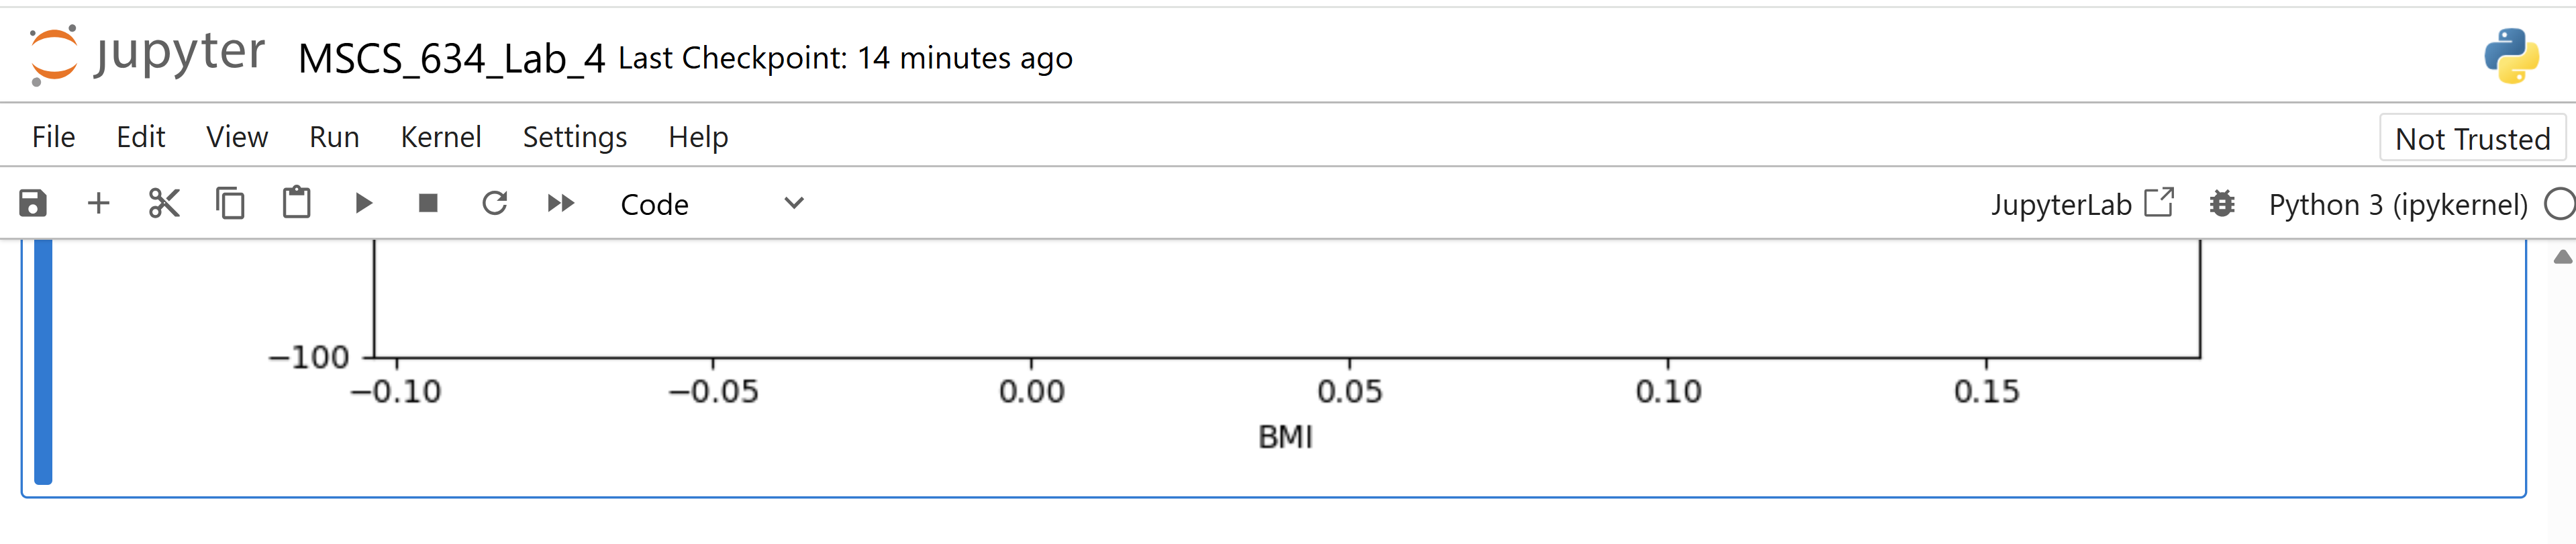 jupyter MSCS_634_Lab_4 Last Checkpoint: 14 minutes ago
File Edit View Run Kernel Settings Help Not Trusted
Code JupyterLab Python 3 (ipykernel)
−100
−0.10 −0.05 0.00 0.05 0.10 0.15
BMI